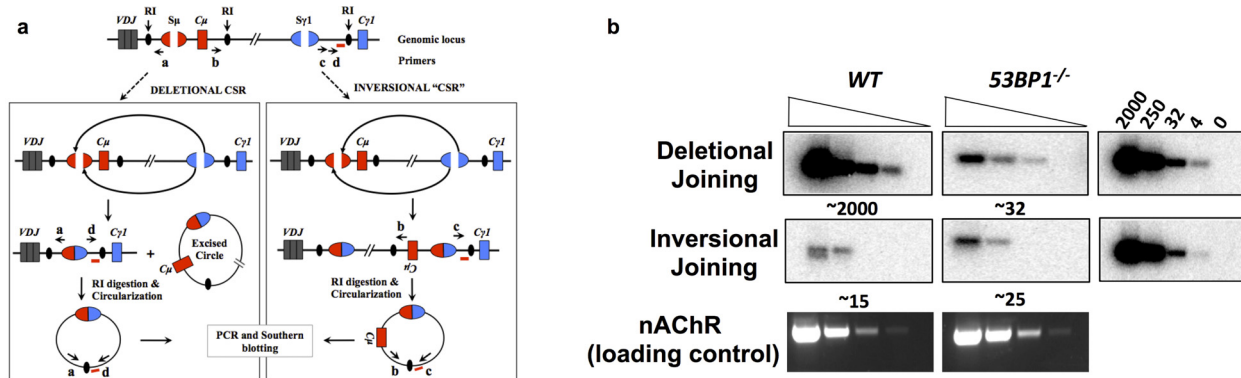 a
VDJ RI Sμ Cμ RI Sγ1 RI Cγ1
Genomic locus
a b c d Primers
DELETIONAL CSR
INVERSIONAL “CSR”
VDJ Cμ Cγ1
VDJ Cμ Cγ1
VDJ a d Cγ1
+
Excised
Circle
Cμ
VDJ b c Cγ1
Cμ
RI digestion &
Circularization
RI digestion &
Circularization
PCR and Southern
blotting
a d
Cμ
b c
b
WT 53BP1-/- 2000 250 32 4 0
Deletional
Joining
~2000 ~32
Inversional
Joining
~15 ~25
nAChR
(loading control)